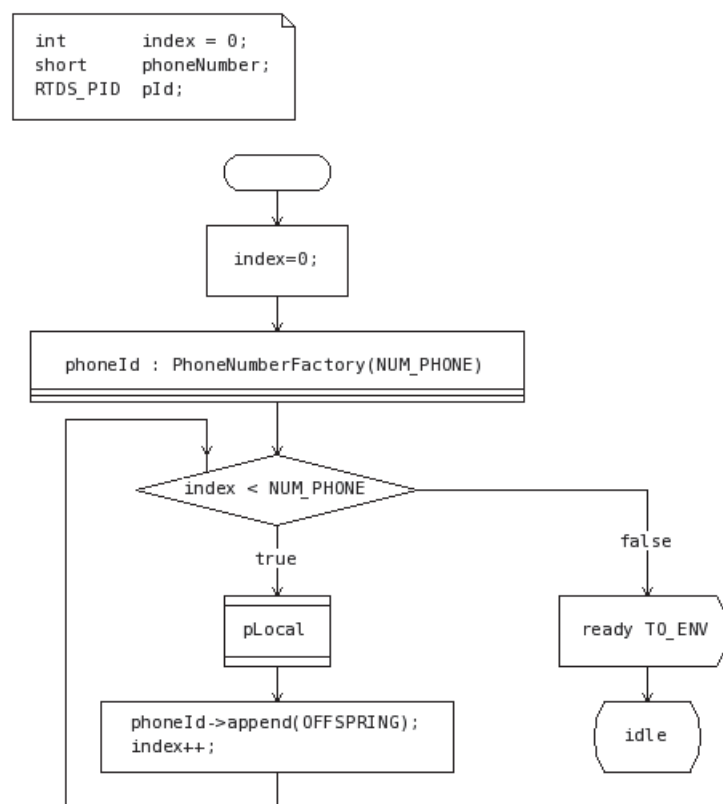 int       index = 0;
short     phoneNumber;
RTDS_PID  pId;
index=0;
phoneId : PhoneNumberFactory(NUM_PHONE)
index < NUM_PHONE
true
false
pLocal
ready TO_ENV
phoneId->append(OFFSPRING);
index++;
idle